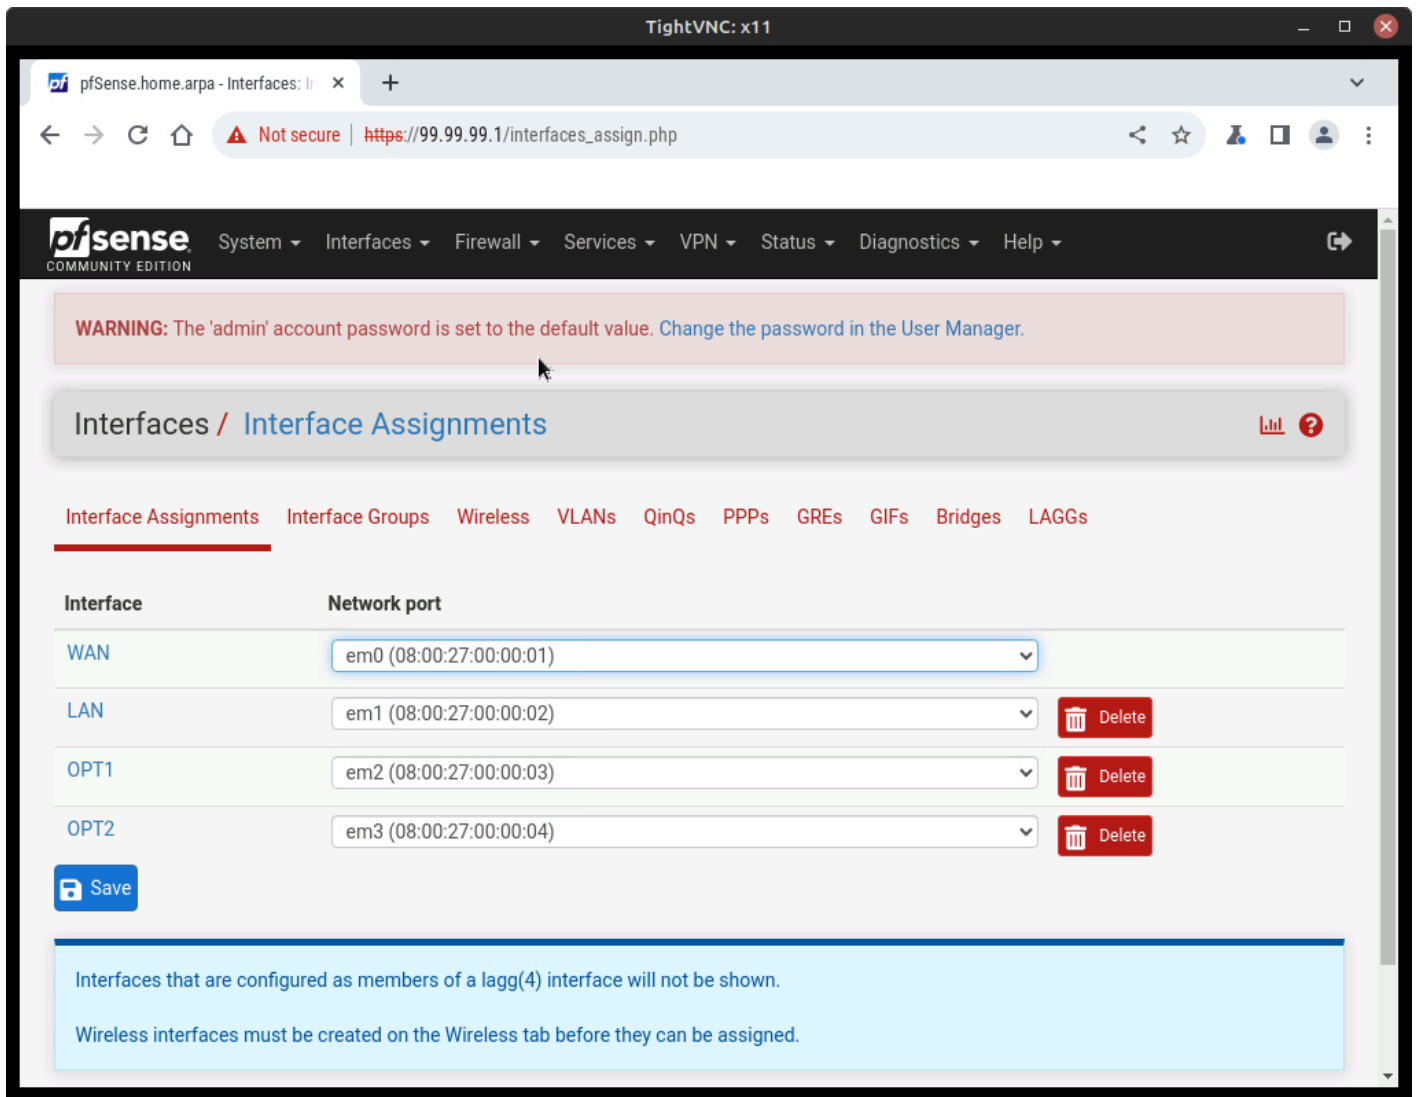 TightVNC: x11
pfSense.home.arpa - Interfaces: I
Not secure https://99.99.99.1/interfaces_assign.php
pfsense
COMMUNITY EDITION
System Interfaces Firewall Services VPN Status Diagnostics Help
WARNING: The 'admin' account password is set to the default value. Change the password in the User Manager.
Interfaces / Interface Assignments
Interface Assignments Interface Groups Wireless VLANs QinQs PPPs GREs GIFs Bridges LAGGs
Interface Network port
WAN em0 (08:00:27:00:00:01)
LAN em1 (08:00:27:00:00:02) Delete
OPT1 em2 (08:00:27:00:00:03) Delete
OPT2 em3 (08:00:27:00:00:04) Delete
Save
Interfaces that are configured as members of a lagg(4) interface will not be shown.
Wireless interfaces must be created on the Wireless tab before they can be assigned.